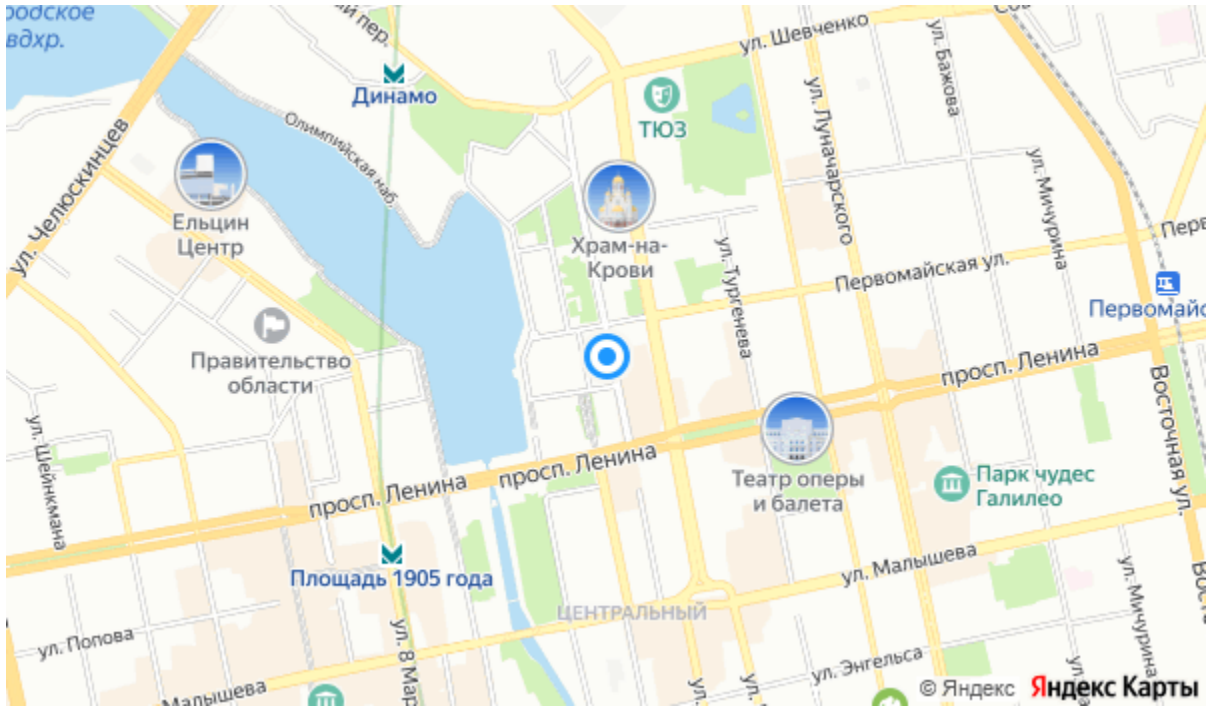 родское
вдхр.
ый пер.
ул. Шевченко
Динамо
Олимпийская наб.
ТЮЗ
ул. Бажова
ул. Луначарского
ул. Мичурина
ул. Челюскинцев
Ельцин
Центр
Храм-на-
Крови
ул. Тургенева
Первомайская ул.
Перв
Первомайс
Правительство
области
просп. Ленина
Восточная ул.
ул. Шейнкмана
просп. Ленина
просп. Ленина
Театр оперы
и балета
Парк чудес
Галилео
Площадь 1905 года
ул. Малышева
ЦЕНТРАЛЬНЫЙ
Вост
ул. Попова
ул. 8 Мар
ул. Энгельса
ул. Мичурина
Малышева
© Яндекс Яндекс Карты